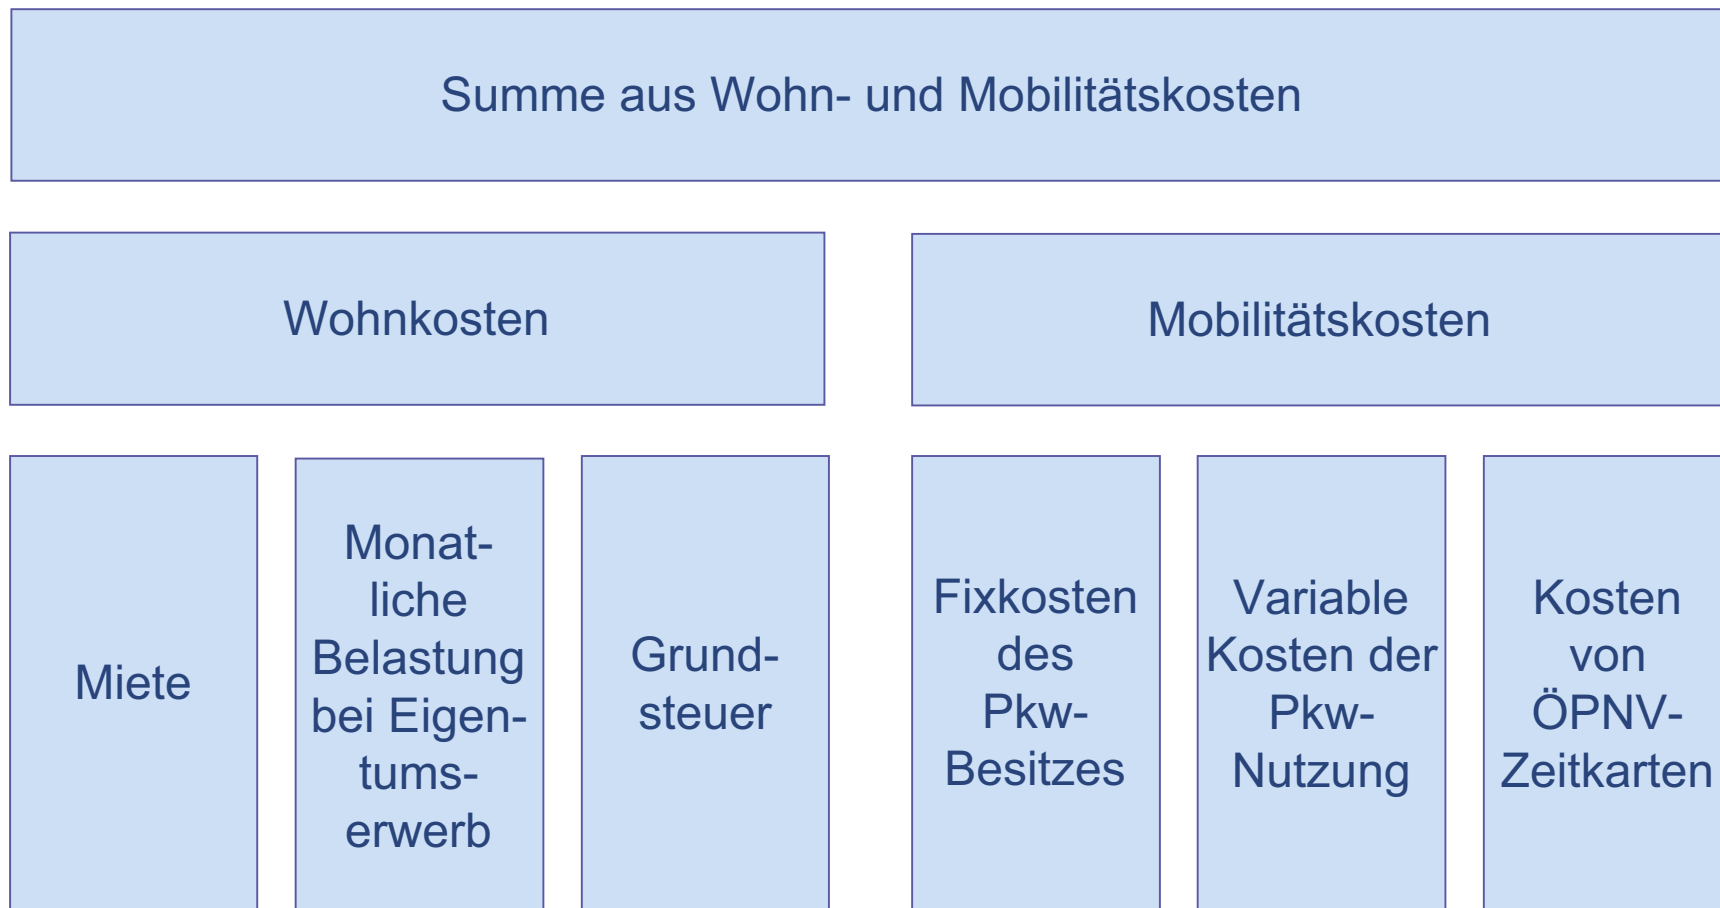 Summe aus Wohn- und Mobilitätskosten
Wohnkosten
Mobilitätskosten
Miete
Monat-
liche
Belastung
bei Eigen-
tums-
erwerb
Grund-
steuer
Fixkosten
des
Pkw-
Besitzes
Variable
Kosten der
Pkw-
Nutzung
Kosten
von
ÖPNV-
Zeitkarten